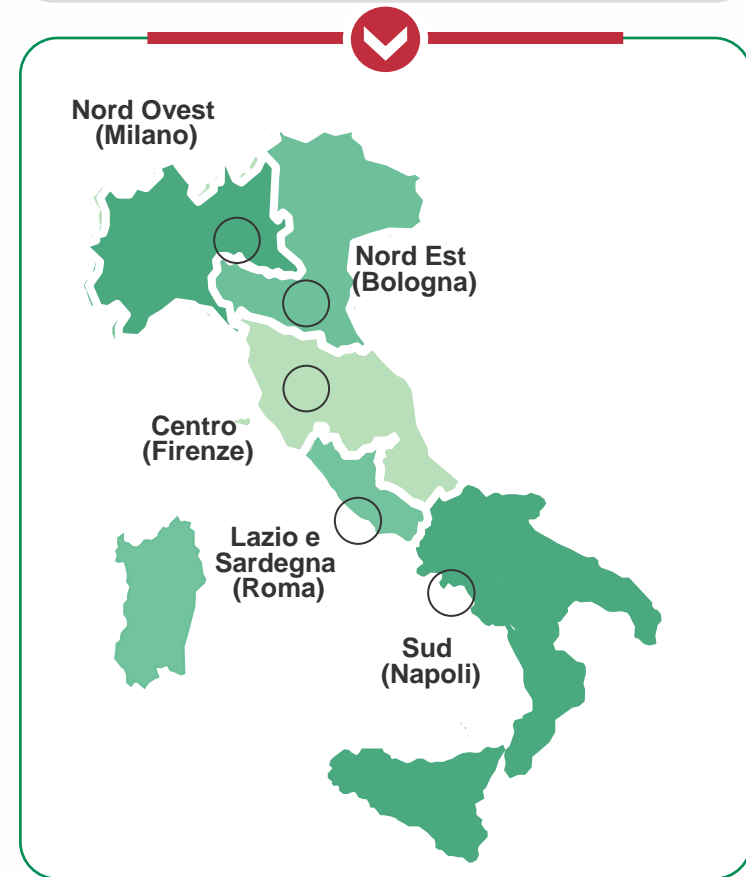 Nord Ovest
(Milano)
Nord Est
(Bologna)
Centro
(Firenze)
Lazio e
Sardegna
(Roma)
Sud
(Napoli)